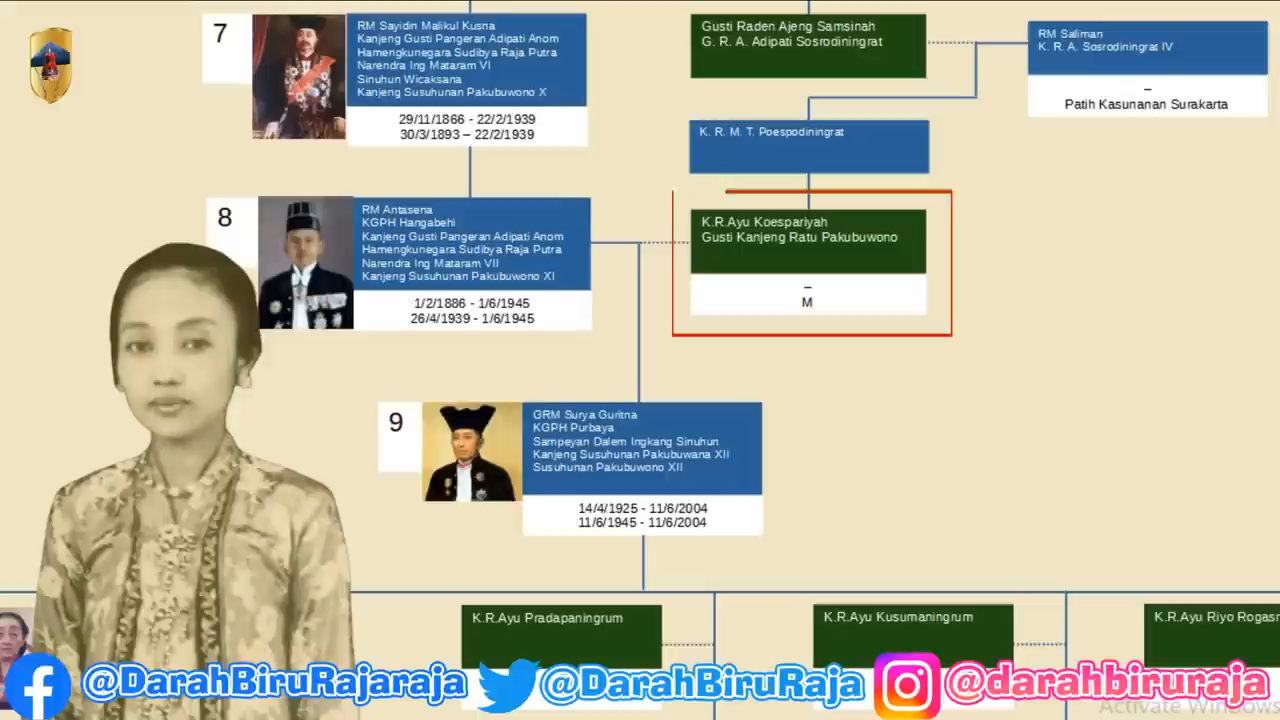 7
RM Sayidin Malikul Kusna
Kanjeng Gusti Pangeran Adipati Anom
Hamengkunegara Sudibya Raja Putra
Narendra Ing Mataram VI
Sinuhun Wicaksana
Kanjeng Susuhunan Pakubuwono X
29/11/1866 - 22/2/1939
30/3/1893 – 22/2/1939
Gusti Raden Ajeng Samsinah
G. R. A. Adipati Sosrodiningrat
RM Saliman
K. R. A. Sosrodiningrat IV
–
Patih Kasunanan Surakarta
K. R. M. T. Poespodiningrat
8
RM Antasena
KGPH Hangabehi
Kanjeng Gusti Pangeran Adipati Anom
Hamengkunegara Sudibya Raja Putra
Narendra Ing Mataram VII
Kanjeng Susuhunan Pakubuwono XI
1/2/1886 - 1/6/1945
26/4/1939 - 1/6/1945
K.R.Ayu Koespariyah
Gusti Kanjeng Ratu Pakubuwono
–
M
9
GRM Surya Guritna
KGPH Purbaya
Sampeyan Dalem Ingkang Sinuhun
Kanjeng Susuhunan Pakubuwana XII
Susuhunan Pakubuwono XII
14/4/1925 - 11/6/2004
11/6/1945 - 11/6/2004
K.R.Ayu Pradapaningrum
K.R.Ayu Kusumaningrum
K.R.Ayu Riyo
@DarahBiruRajaraja
@DarahBiruRaja
@darahbiruraja
Activate Windows